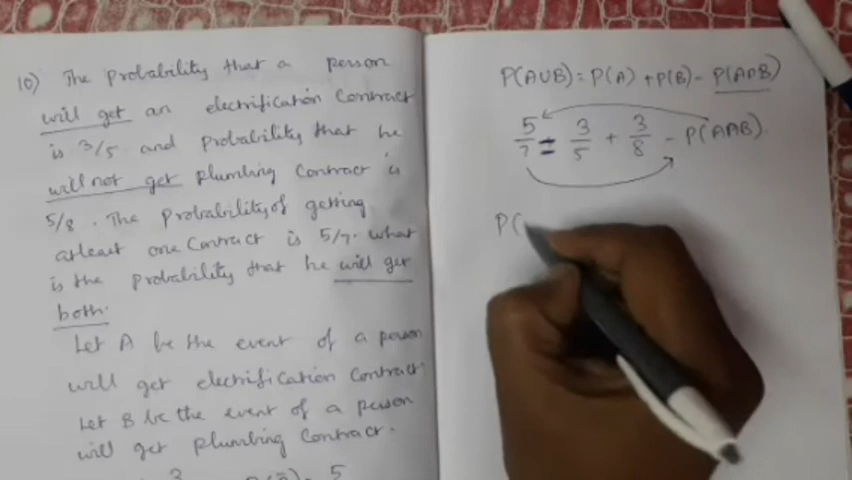 10) The probability that a person
will get an electrification contract
is 3/5 and probability that he
will not get plumbing contract is
5/8. The probability of getting
atleast one contract is 5/7. what
is the probability that he will get
both.
Let A be the event of a person
will get electrification contract
Let B be the event of a person
will get plumbing contract.
3 5
P(A∪B) = P(A) + P(B) - P(A∩B)
5/7 = 3/5 + 3/8 - P(A∩B).
P(